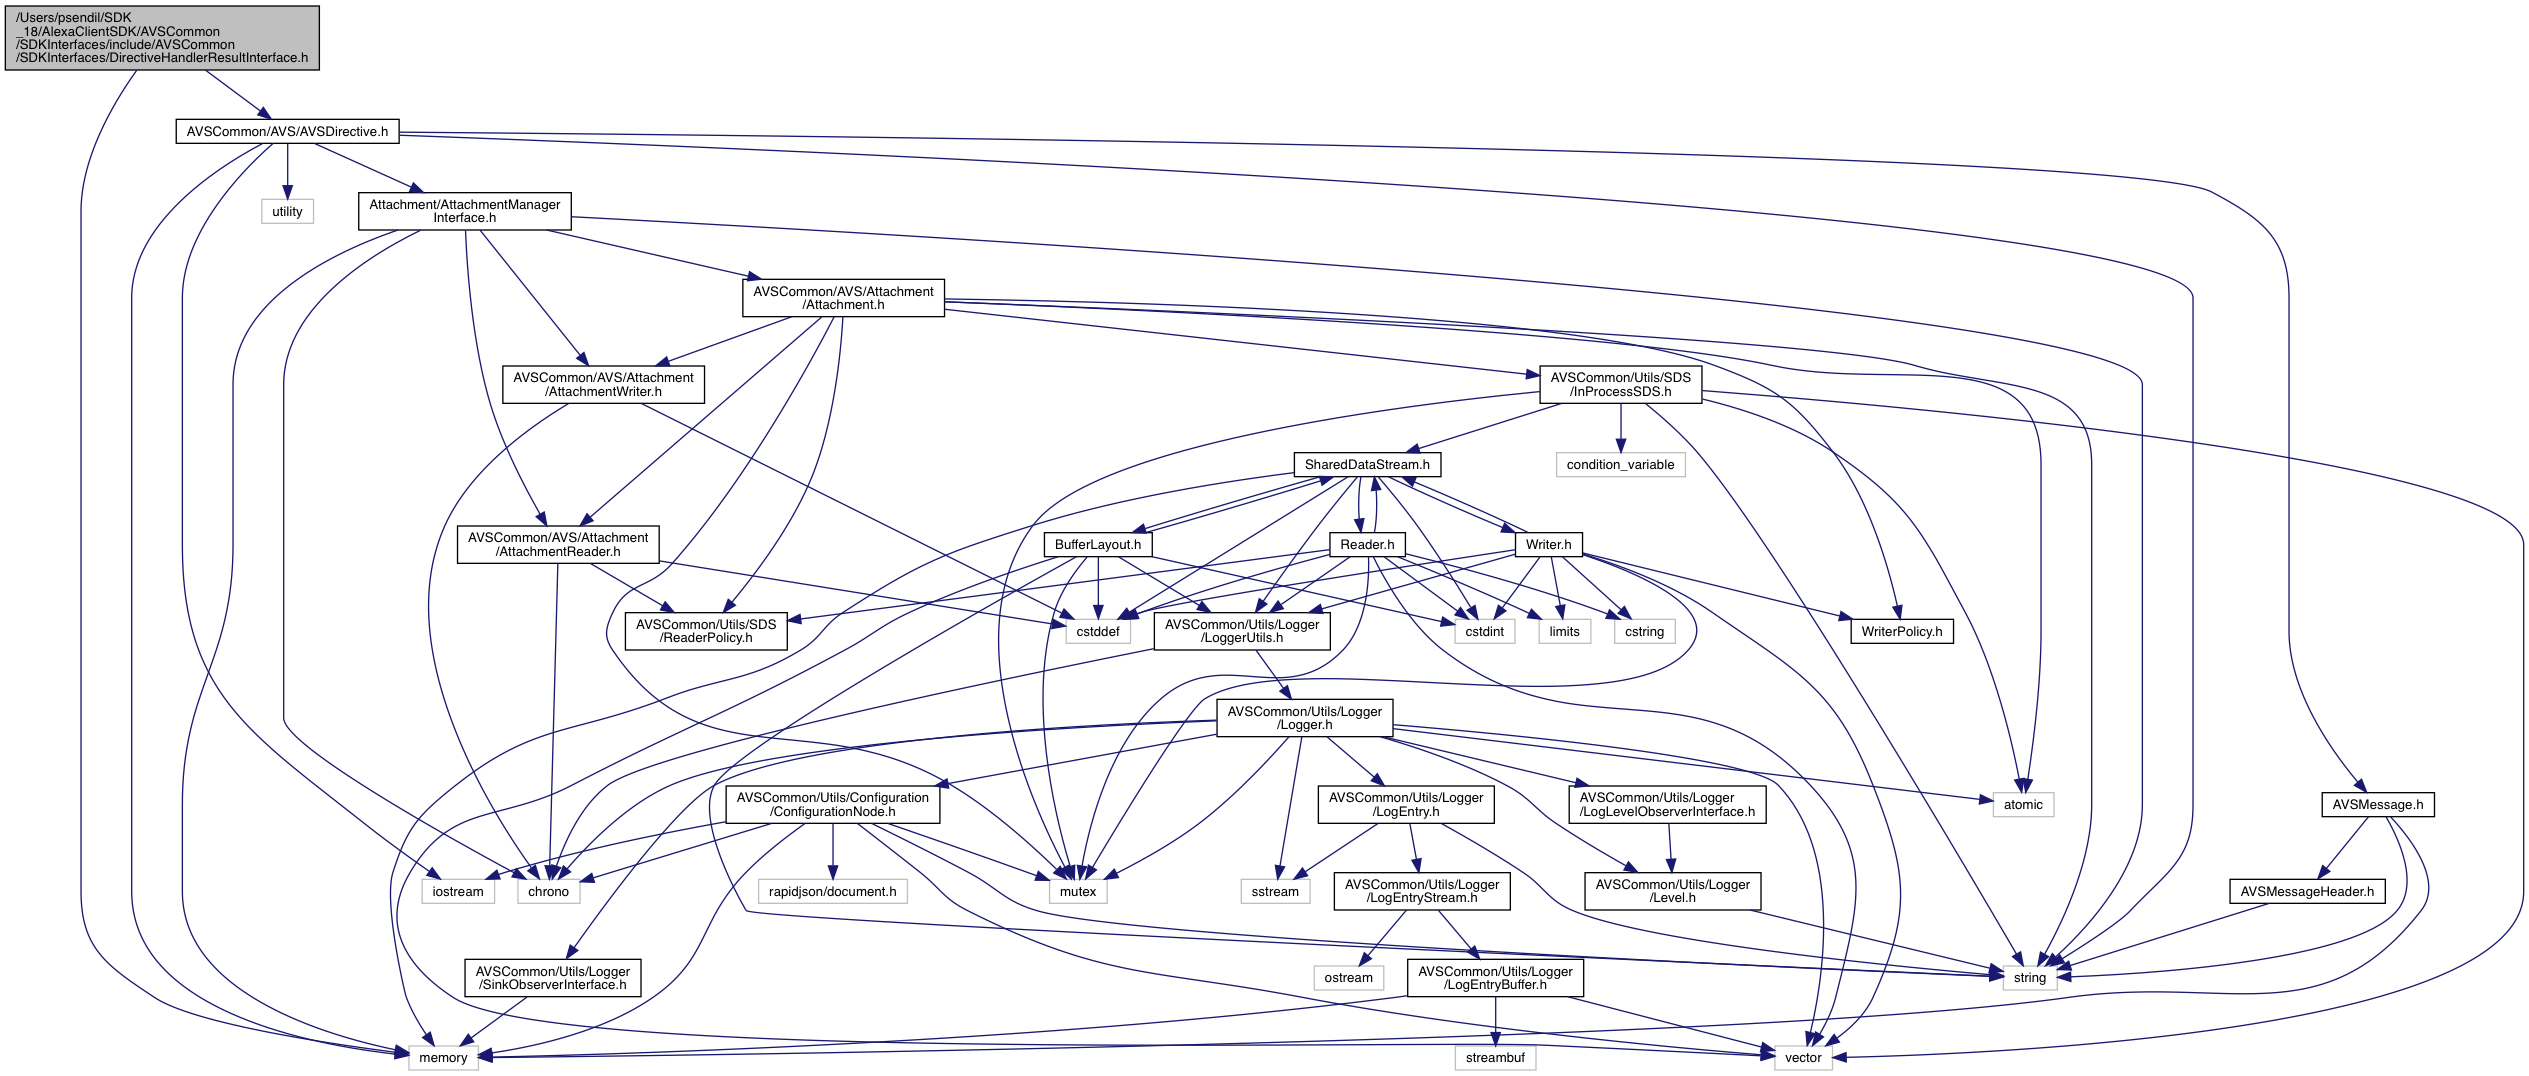 /Users/psendil/SDK
_18/AlexaClientSDK/AVSCommon
/SDKInterfaces/include/AVSCommon
/SDKInterfaces/DirectiveHandlerResultInterface.h
AVSCommon/AVS/AVSDirective.h
utility
Attachment/AttachmentManager
Interface.h
AVSCommon/AVS/Attachment
/Attachment.h
AVSCommon/AVS/Attachment
/AttachmentWriter.h
AVSCommon/Utils/SDS
/InProcessSDS.h
SharedDataStream.h
condition_variable
AVSCommon/AVS/Attachment
/AttachmentReader.h
BufferLayout.h
Reader.h
Writer.h
AVSCommon/Utils/SDS
/ReaderPolicy.h
cstddef
AVSCommon/Utils/Logger
/LoggerUtils.h
cstdint
limits
cstring
WriterPolicy.h
AVSCommon/Utils/Logger
/Logger.h
AVSCommon/Utils/Configuration
/ConfigurationNode.h
AVSCommon/Utils/Logger
/LogEntry.h
AVSCommon/Utils/Logger
/LogLevelObserverInterface.h
atomic
AVSMessage.h
iostream
chrono
rapidjson/document.h
mutex
sstream
AVSCommon/Utils/Logger
/LogEntryStream.h
AVSCommon/Utils/Logger
/Level.h
AVSMessageHeader.h
AVSCommon/Utils/Logger
/SinkObserverInterface.h
ostream
AVSCommon/Utils/Logger
/LogEntryBuffer.h
string
memory
streambuf
vector